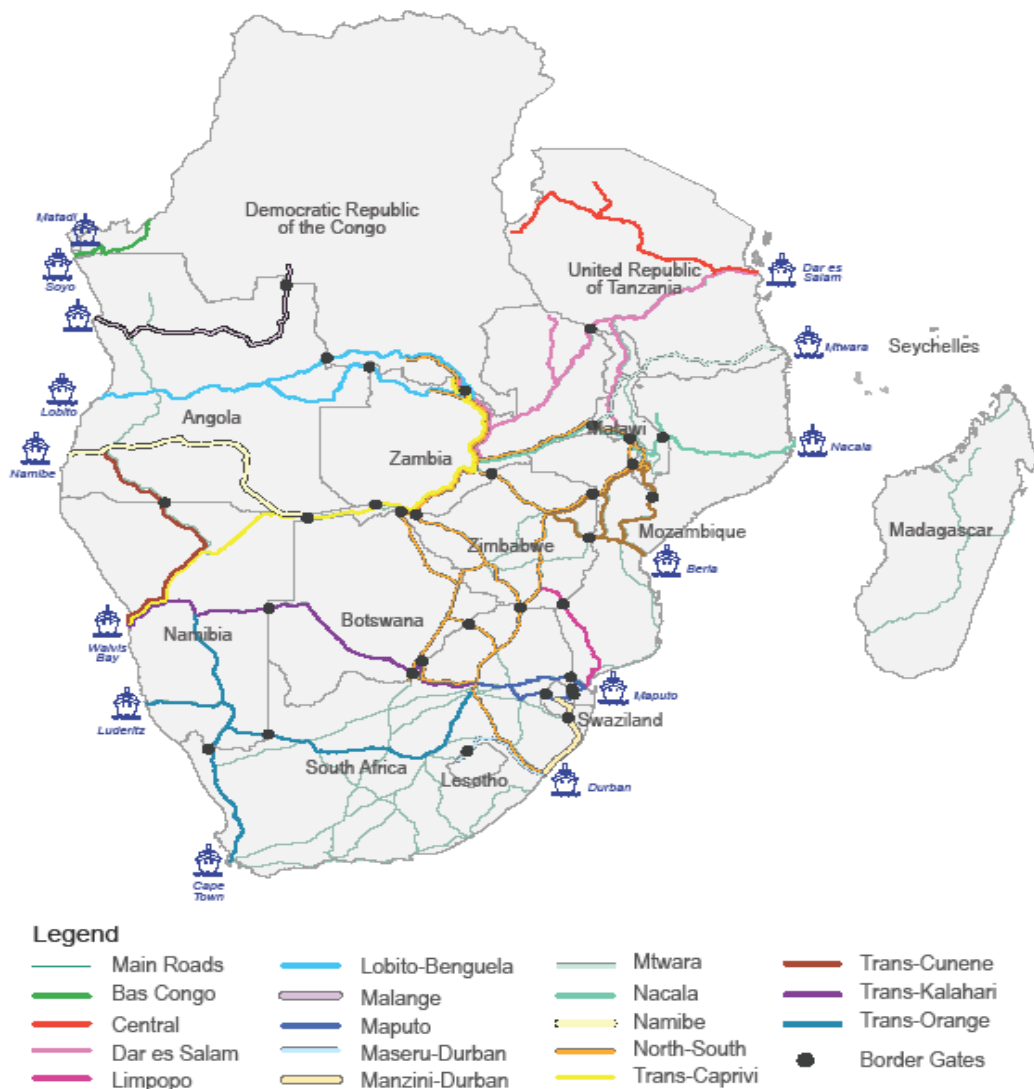 Democratic Republic
of the Congo
Matadi
Soyo
United Republic
of Tanzania
Dar es
Salam
Mtwara
Seychelles
Lobito
Angola
Malawi
Nacala
Namibe
Zambia
Mozambique
Madagascar
Zimbabwe
Beria
Walvis
Bay
Namibia
Botswana
Maputo
Swaziland
Luderitz
South Africa
Lesotho
Durban
Cape
Town
Legend
Main Roads
Bas Congo
Central
Dar es Salam
Limpopo
Lobito-Benguela
Malange
Maputo
Maseru-Durban
Manzini-Durban
Mtwara
Nacala
Namibe
North-South
Trans-Caprivi
Trans-Cunene
Trans-Kalahari
Trans-Orange
Border Gates